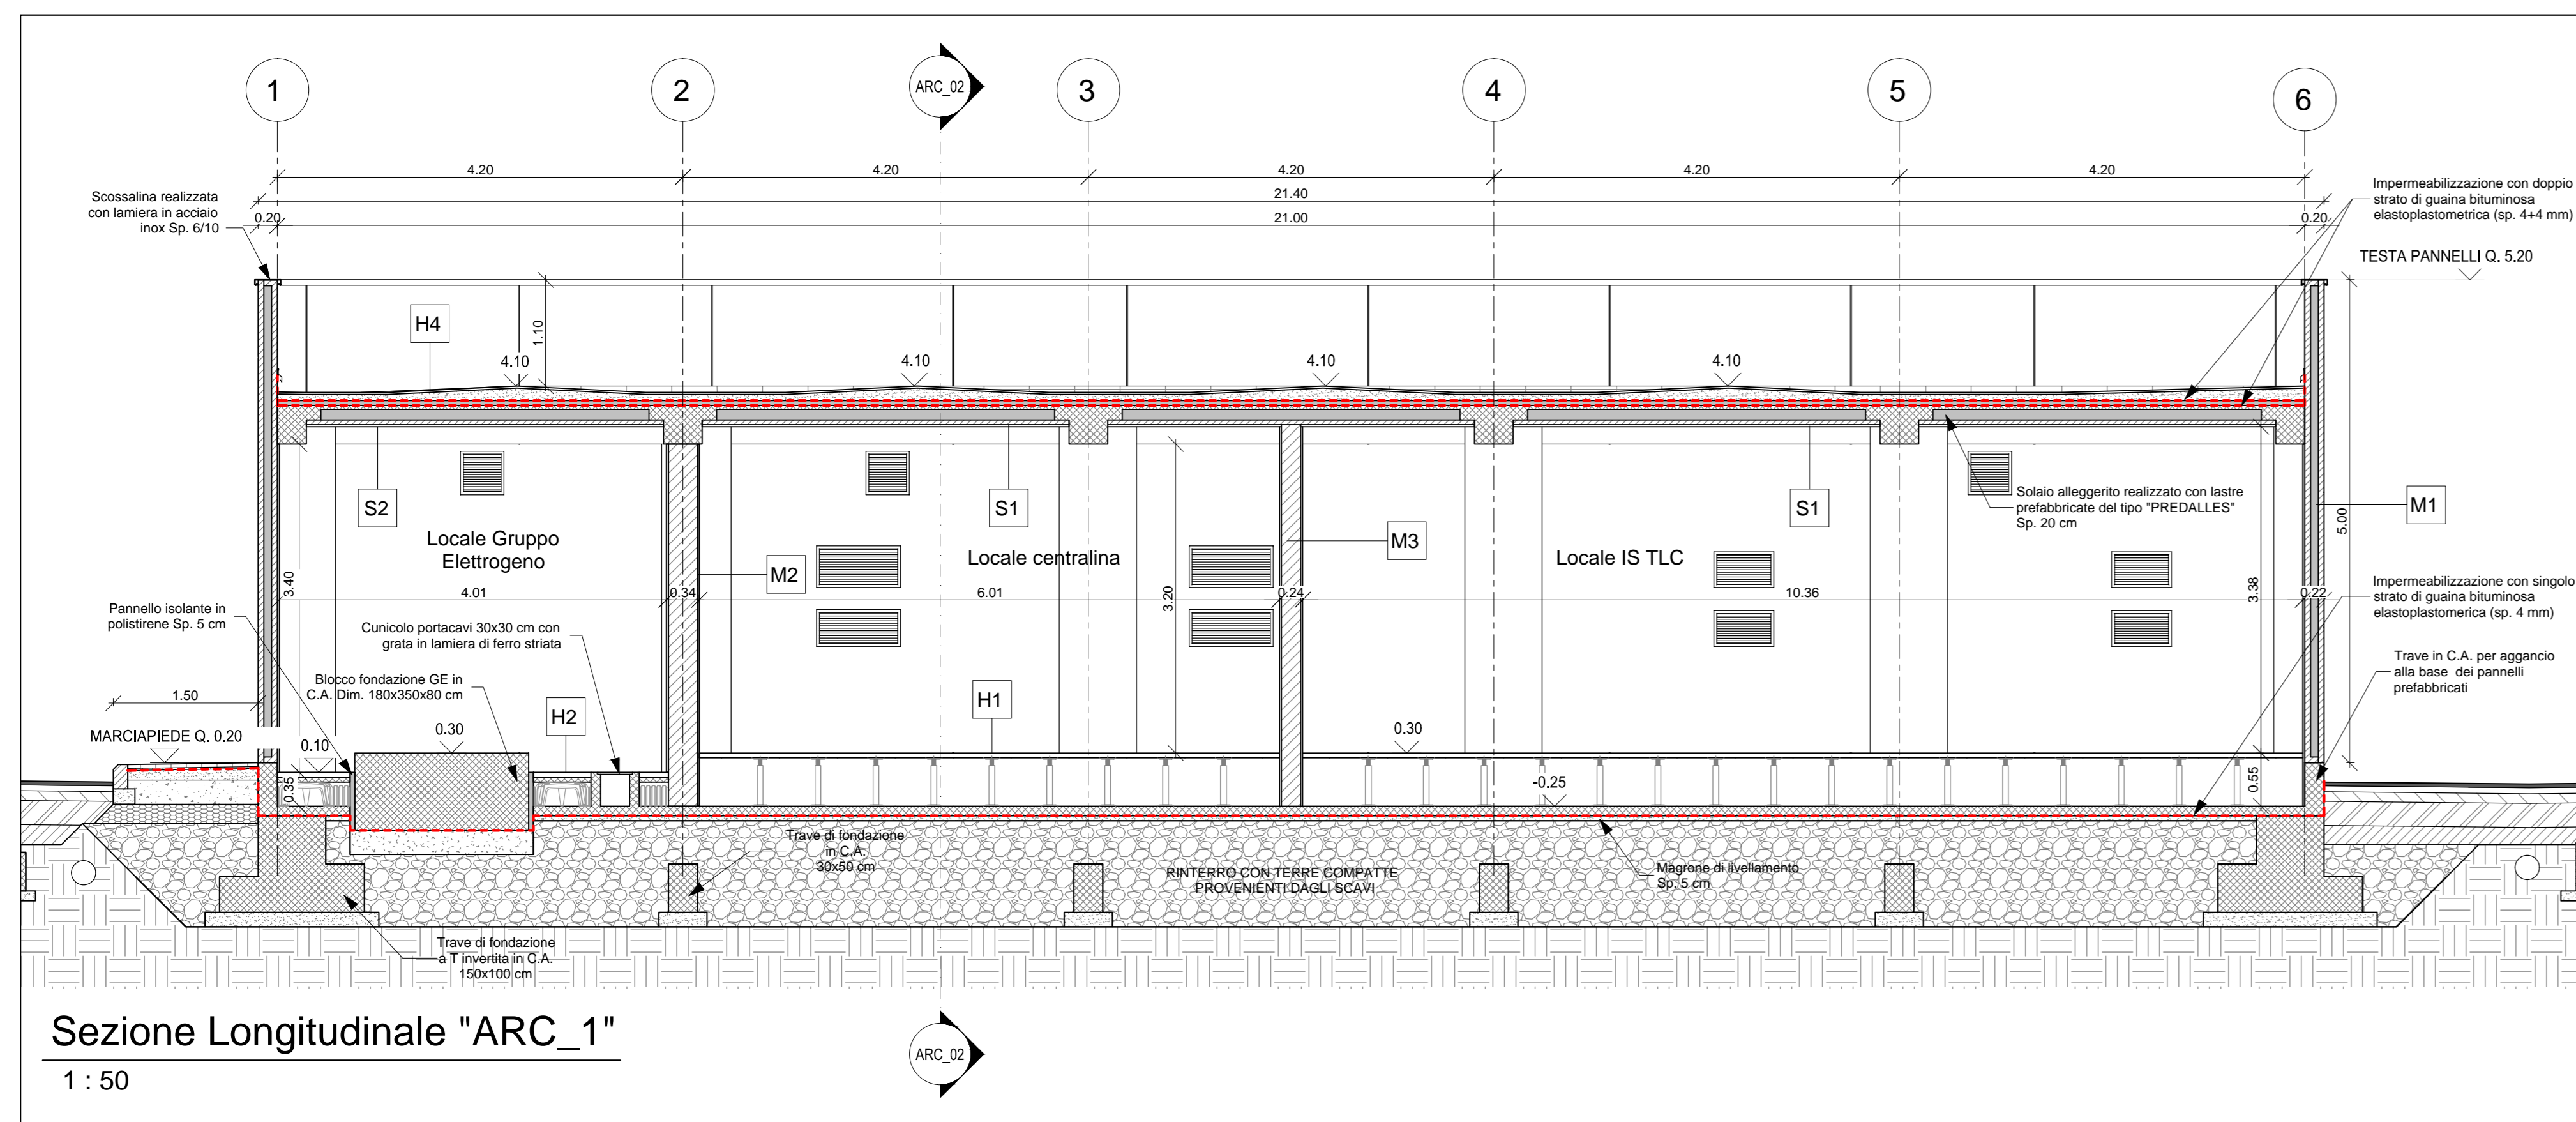 1
2
ARC_02
3
4
5
6
4.20
4.20
4.20
4.20
4.20
21.40
0.20
21.00
0.20
Scossalina realizzata
con lamiera in acciaio
inox Sp. 6/10
Impermeabilizzazione con doppio
strato di guaina bituminosa
elastoplastometrica (sp. 4+4 mm)
TESTA PANNELLI Q. 5.20
H4
1.10
4.10
4.10
4.10
4.10
S2
S1
S1
Solaio alleggerito realizzato con lastre
prefabbricate del tipo "PREDALLES"
Sp. 20 cm
M1
5.00
Locale Gruppo
Elettrogeno
M2
Locale centralina
M3
Locale IS TLC
3.40
4.01
0.34
6.01
3.20
0.24
10.36
3.38
0.22
Impermeabilizzazione con singolo
strato di guaina bituminosa
elastoplastomerica (sp. 4 mm)
Pannello isolante in
polistirene Sp. 5 cm
Cunicolo portacavi 30x30 cm con
grata in lamiera di ferro striata
Blocco fondazione GE in
C.A. Dim. 180x350x80 cm
Trave in C.A. per aggancio
alla base dei pannelli
prefabbricati
1.50
H2
H1
MARCIAPIEDE Q. 0.20
0.10
0.30
0.30
0.35
-0.25
0.55
Trave di fondazione
in C.A.
30x50 cm
RINTERRO CON TERRE COMPATTE
PROVENIENTI DAGLI SCAVI
Magrone di livellamento
Sp. 5 cm
Trave di fondazione
a T invertita in C.A.
150x100 cm
Sezione Longitudinale "ARC_1"
1 : 50
ARC_02